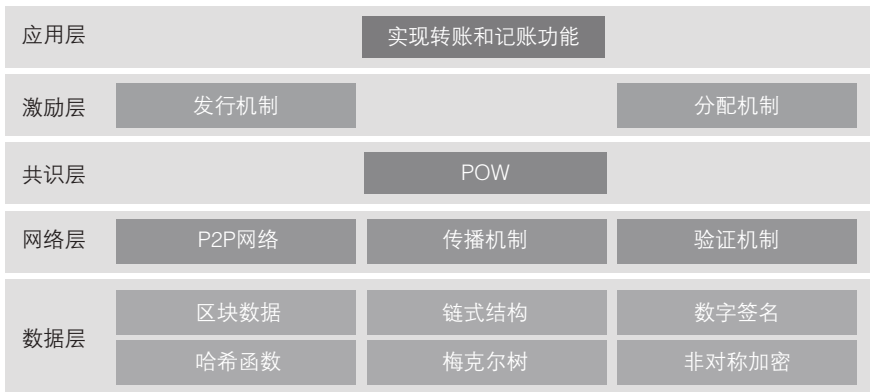 应用层
实现转账和记账功能
激励层
发行机制
分配机制
共识层
POW
网络层
P2P网络
传播机制
验证机制
数据层
区块数据
链式结构
数字签名
哈希函数
梅克尔树
非对称加密